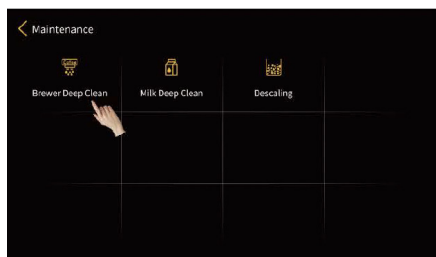 Maintenance
Brewer Deep Clean
Milk Deep Clean
Descaling